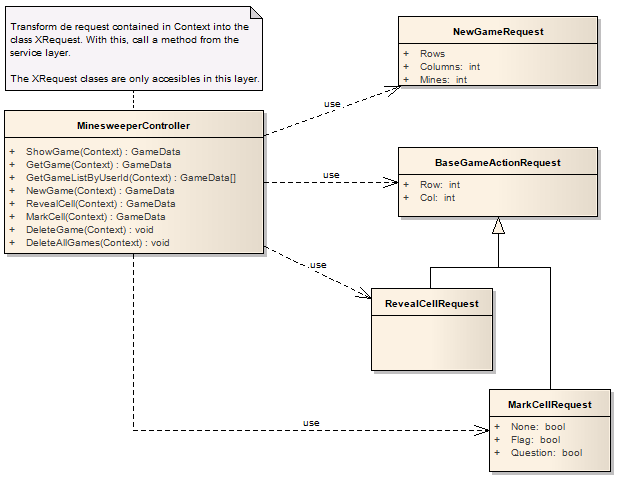 Transform de request contained in Context into the
class XRequest. With this, call a method from the
service layer.
The XRequest clases are only accesibles in this layer.
NewGameRequest
+ Rows
+ Columns: int
+ Mines: int
use
MinesweeperController
+ ShowGame(Context) : GameData
+ GetGame(Context) : GameData
+ GetGameListByUserId(Context) : GameData[]
+ NewGame(Context) : GameData
+ RevealCell(Context) : GameData
+ MarkCell(Context) : GameData
+ DeleteGame(Context) : void
+ DeleteAllGames(Context) : void
use
BaseGameActionRequest
+ Row: int
+ Col: int
use
RevealCellRequest
use
MarkCellRequest
+ None: bool
+ Flag: bool
+ Question: bool